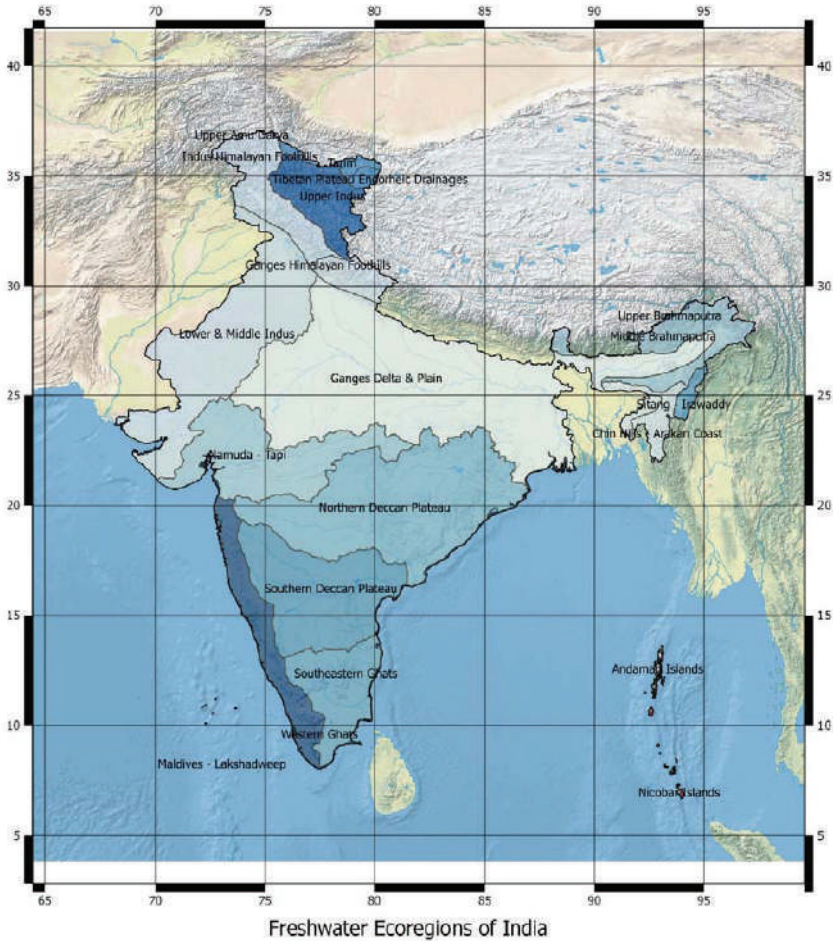 65 70 75 80 85 90 95
40 40
Upper Amu Darya
Indus Himalayan Foothills
Tarim
35 35
Tibetan Plateau Endorheic Drainages
Upper Indus
Ganges Himalayan Foothills
30 30
Upper Brahmaputra
Lower & Middle Indus
Middle Brahmaputra
Ganges Delta & Plain
25 25
Sitang - Irawaddy
Chin Hills - Arakan Coast
Namuda - Tapi
20 20
Northern Deccan Plateau
Southern Deccan Plateau
15 15
Andaman Islands
Southeastern Ghats
10 10
Western Ghats
Maldives - Lakshadweep
Nicobar Islands
5 5
65 70 75 80 85 90 95
Freshwater Ecoregions of India